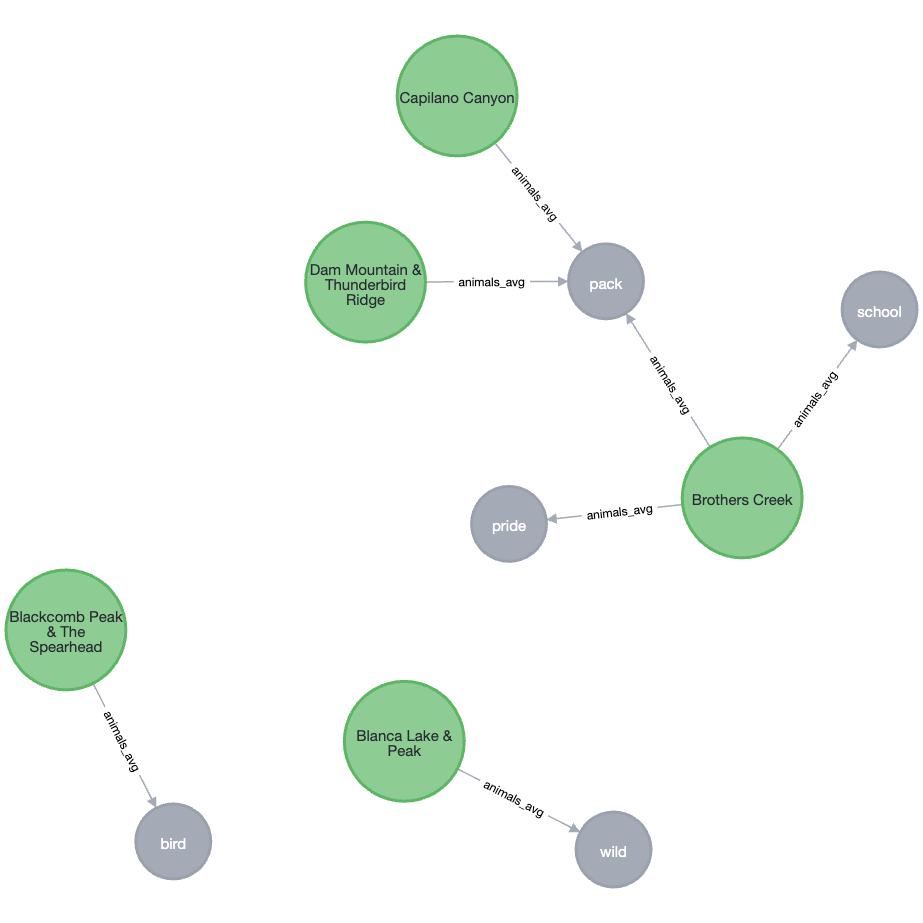 Capilano Canyon
animals_avg
Dam Mountain &
Thunderbird
Ridge
animals_avg
pack
school
animals_avg
animals_avg
Brothers Creek
animals_avg
pride
Blackcomb Peak
& The
Spearhead
animals_avg
bird
Blanca Lake &
Peak
animals_avg
wild